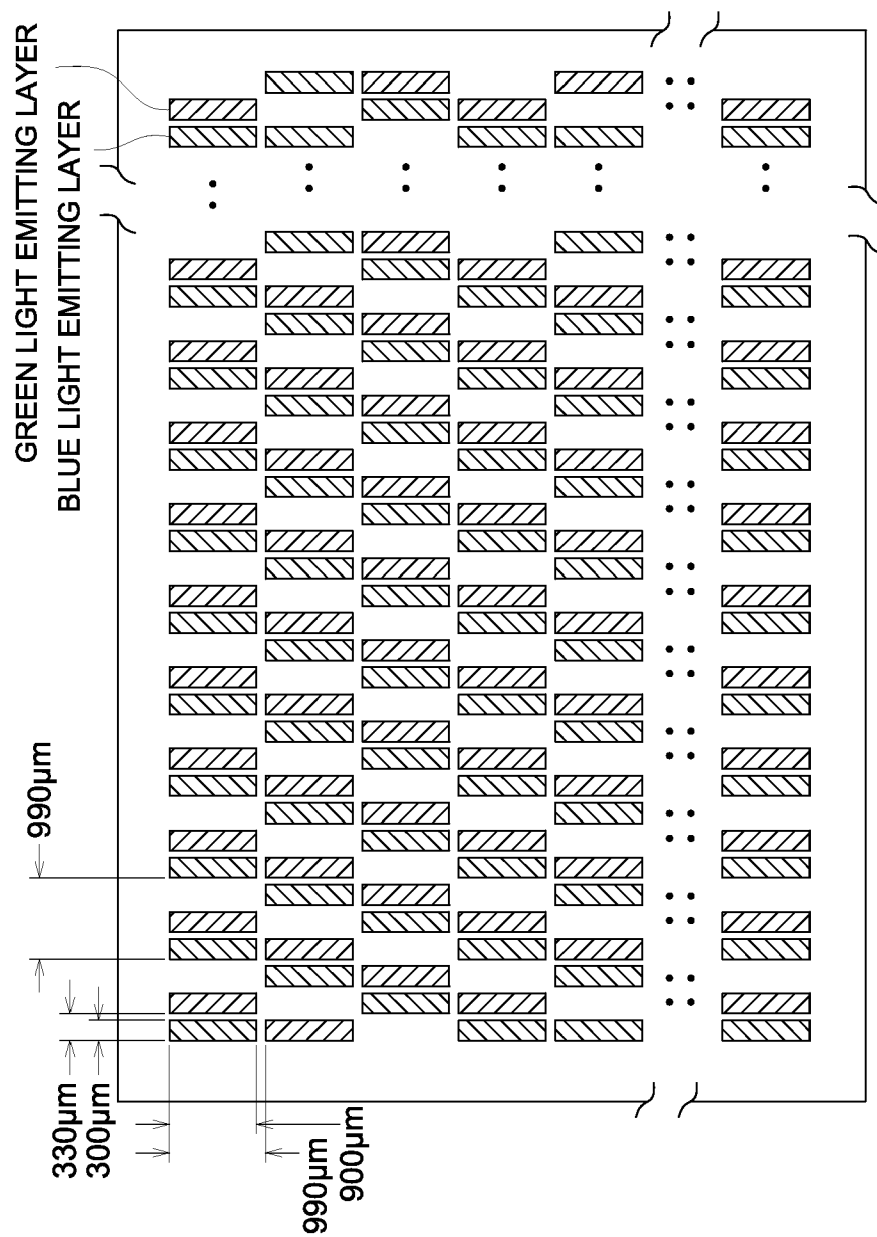 GREEN LIGHT EMITTING LAYER
BLUE LIGHT EMITTING LAYER
990μm
330μm
300μm
990μm
900μm